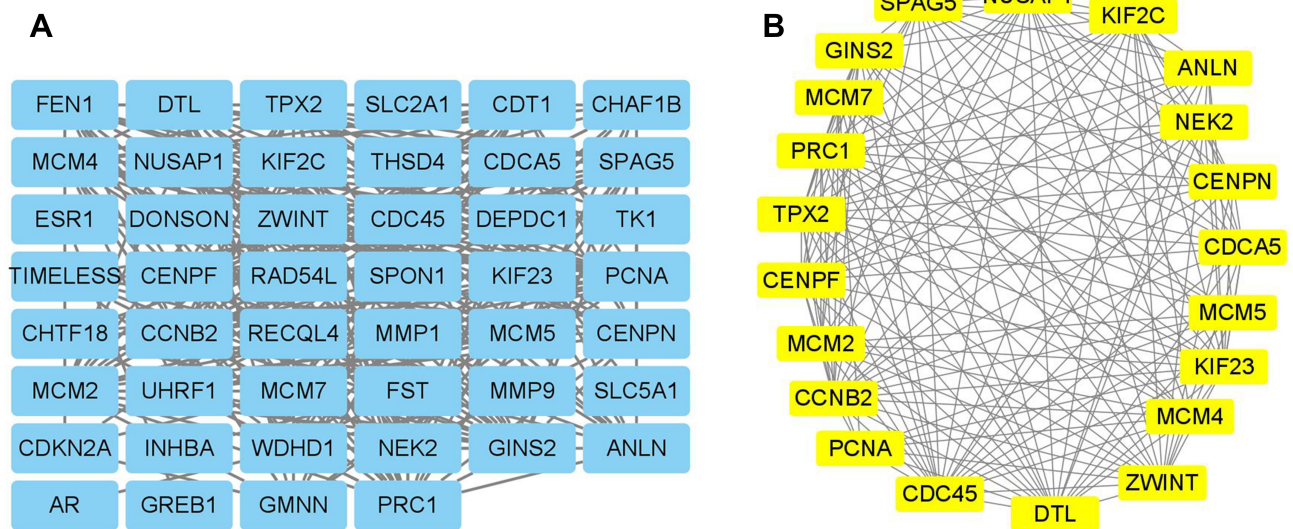 A
B
FEN1 DTL TPX2 SLC2A1 CDT1 CHAF1B
MCM4 NUSAP1 KIF2C THSD4 CDCA5 SPAG5
ESR1 DONSON ZWINT CDC45 DEPDC1 TK1
TIMELESS CENPF RAD54L SPON1 KIF23 PCNA
CHTF18 CCNB2 RECQL4 MMP1 MCM5 CENPN
MCM2 UHRF1 MCM7 FST MMP9 SLC5A1
CDKN2A INHBA WDHD1 NEK2 GINS2 ANLN
AR GREB1 GMNN PRC1
SPAG5
NUSAP1
KIF2C
GINS2
ANLN
MCM7
NEK2
PRC1
CENPN
TPX2
CDCA5
CENPF
MCM5
MCM2
KIF23
CCNB2
MCM4
PCNA
ZWINT
CDC45
DTL